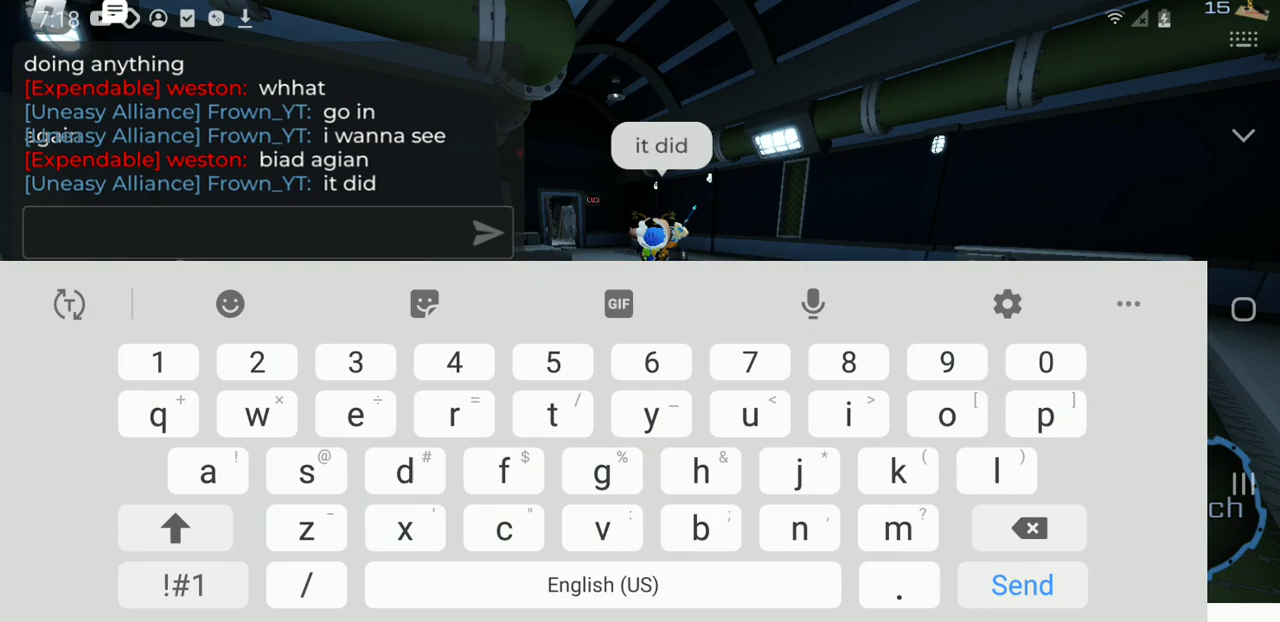 7:18
15
doing anything
[Expendable] weston: whhat
[Uneasy Alliance] Frown_YT: go in
again
[Uneasy Alliance] Frown_YT: i wanna see
[Expendable] weston: biad agian
[Uneasy Alliance] Frown_YT: it did
it did
T
GIF
1 2 3 4 5 6 7 8 9 0
q + w × e ÷ r = t / y _ u < i > o [ p ]
a ! s @ d # f $ g % h & j * k ( l )
z - x ' c " v : b ; n , m ?
ch
!#1 / English (US) . Send